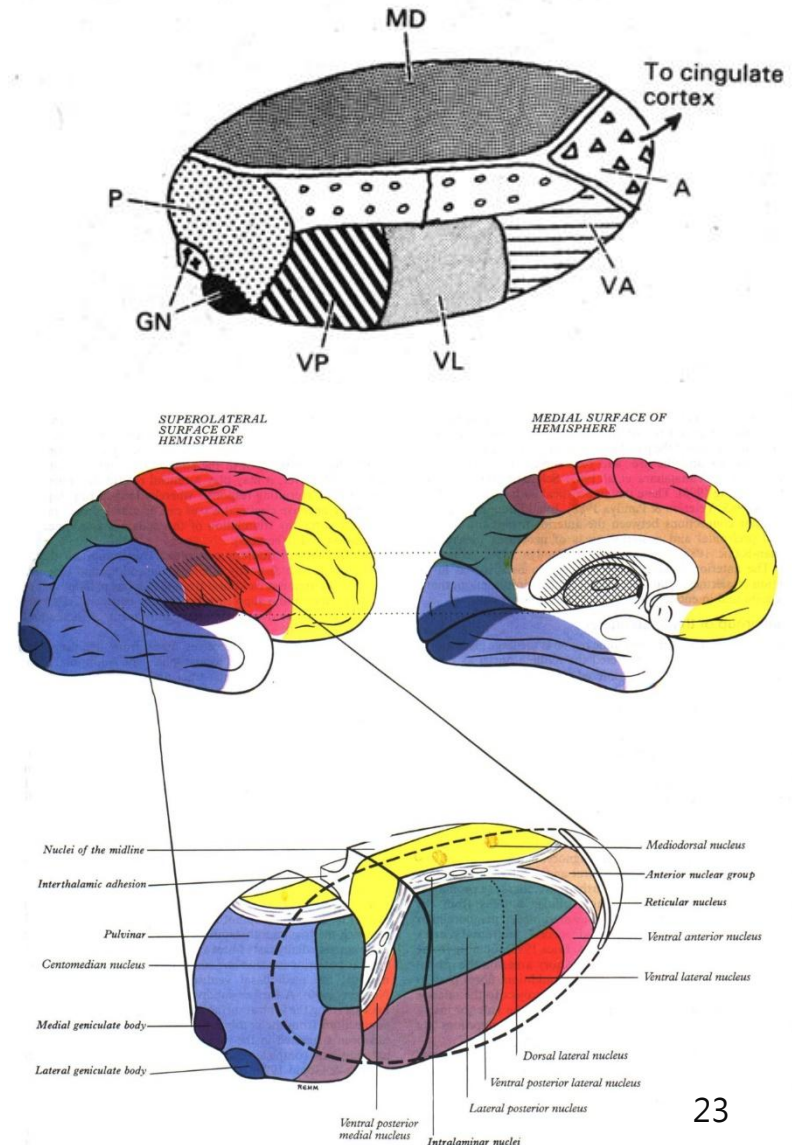 MD
To cingulate
cortex
P
A
VA
GN
VP
VL
SUPEROLATERAL
SURFACE OF
HEMISPHERE
MEDIAL SURFACE OF
HEMISPHERE
Nuclei of the midline
Interthalamic adhesion
Pulvinar
Centomedian nucleus
Medial geniculate body
Lateral geniculate body
Mediodorsal nucleus
Anterior nuclear group
Reticular nucleus
Ventral anterior nucleus
Ventral lateral nucleus
Dorsal lateral nucleus
Ventral posterior lateral nucleus
Lateral posterior nucleus
Ventral posterior
medial nucleus
Intralaminar nuclei
23